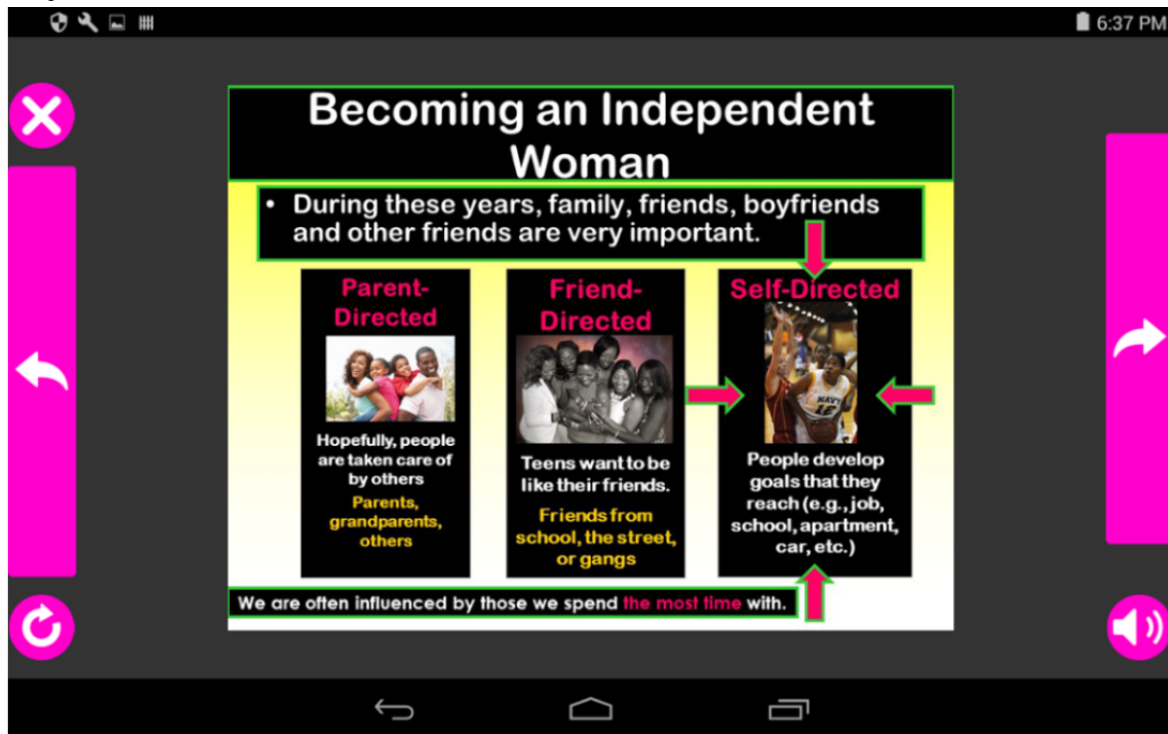 6:37 PM
Becoming an Independent
Woman
• During these years, family, friends, boyfriends
and other friends are very important.
Parent-
Directed
Hopefully, people
are taken care of
by others
Parents,
grandparents,
others
Friend-
Directed
Teens want to be
like their friends.
Friends from
school, the street,
or gangs
Self-Directed
NAVY
People develop
goals that they
reach (e.g., job,
school, apartment,
car, etc.)
We are often influenced by those we spend the most time with.